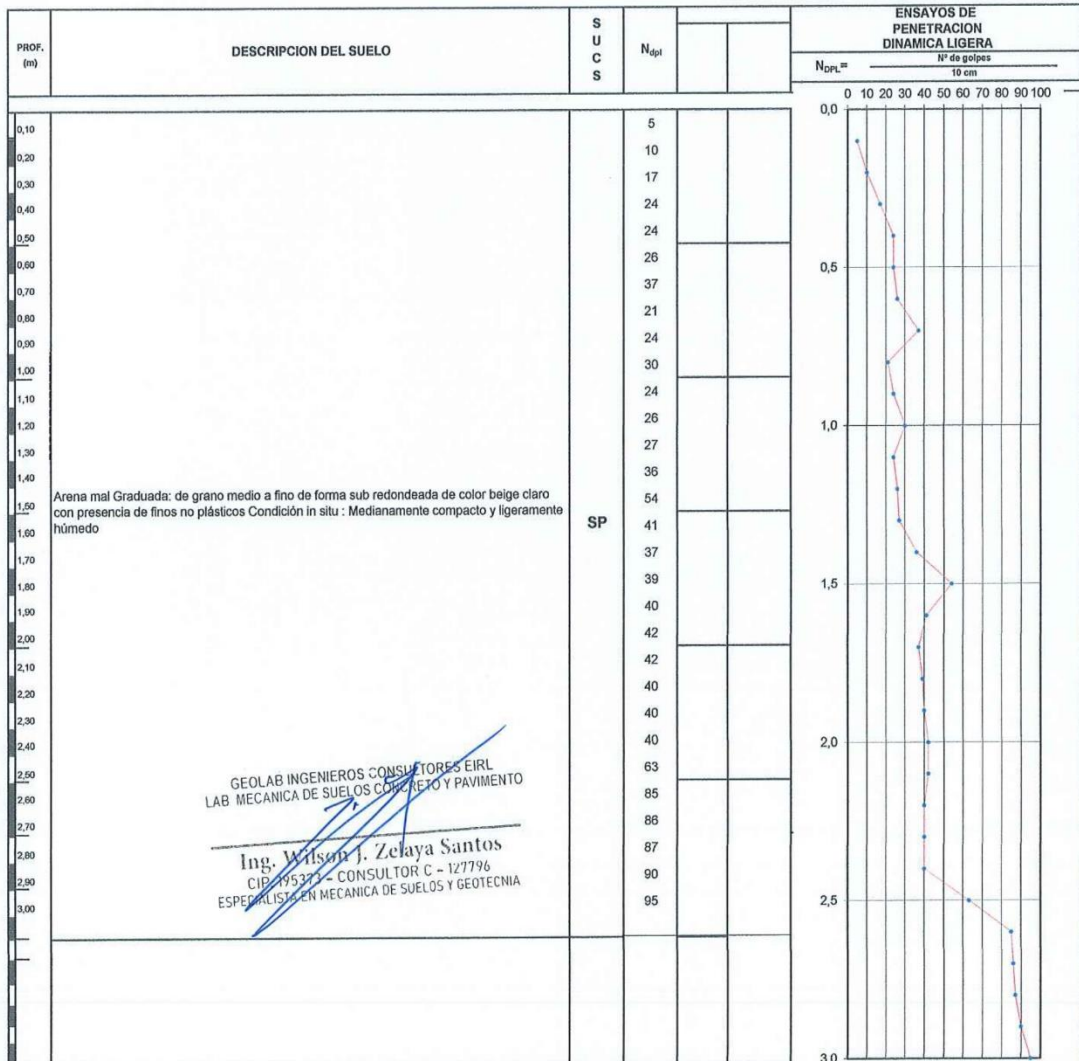 PROF.
(m)
DESCRIPCION DEL SUELO
S
U
C
S
Ndpl
ENSAYOS DE
PENETRACION
DINAMICA LIGERA
NDPL=
Nº de golpes
10 cm
0 10 20 30 40 50 60 70 80 90 100
0,0
0,5
1,0
1,5
2,0
2,5
3,0
0,10
0,20
0,30
0,40
0,50
0,60
0,70
0,80
0,90
1,00
1,10
1,20
1,30
1,40
1,50
1,60
1,70
1,80
1,90
2,00
2,10
2,20
2,30
2,40
2,50
2,60
2,70
2,80
2,90
3,00
Arena mal Graduada: de grano medio a fino de forma sub redondeada de color beige claro
con presencia de finos no plásticos Condición in situ : Medianamente compacto y ligeramente
húmedo
SP
5
10
17
24
24
26
37
21
24
30
24
26
27
36
54
41
37
39
40
42
42
40
40
40
63
85
86
87
90
95
GEOLAB INGENIEROS CONSULTORES EIRL
LAB MECANICA DE SUELOS CONCRETO Y PAVIMENTO
Ing. Wilson J. Zelaya Santos
CIP 195373 - CONSULTOR C - 127796
ESPECIALISTA EN MECANICA DE SUELOS Y GEOTECNIA